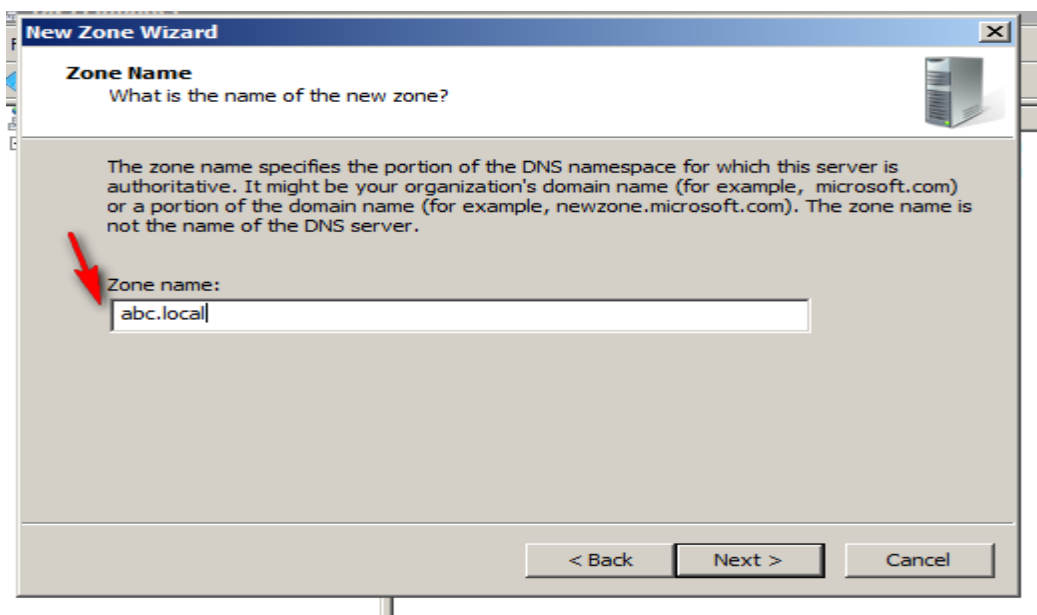 New Zone Wizard
Zone Name
What is the name of the new zone?
The zone name specifies the portion of the DNS namespace for which this server is
authoritative. It might be your organization's domain name (for example, microsoft.com)
or a portion of the domain name (for example, newzone.microsoft.com). The zone name is
not the name of the DNS server.
Zone name:
abc.local
< Back Next > Cancel